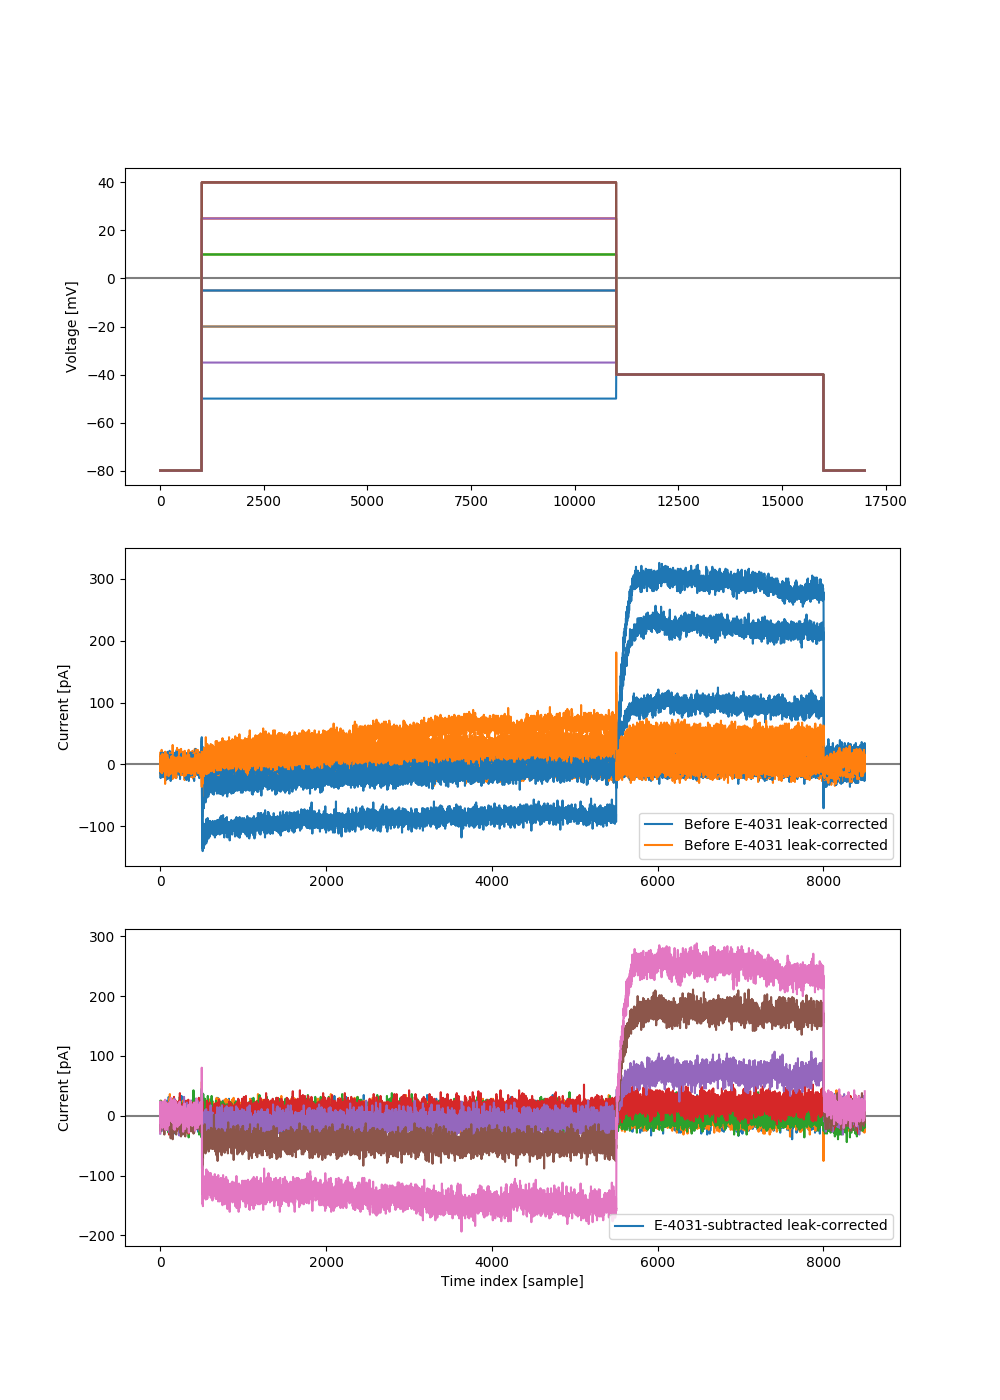 Voltage [mV]
40
20
0
−20
−40
−60
−80
0 2500 5000 7500 10000 12500 15000 17500
Current [pA]
300
200
100
0
−100
Before E-4031 leak-corrected
Before E-4031 leak-corrected
0 2000 4000 6000 8000
Current [pA]
300
200
100
0
−100
−200
E-4031-subtracted leak-corrected
0 2000 4000 6000 8000
Time index [sample]